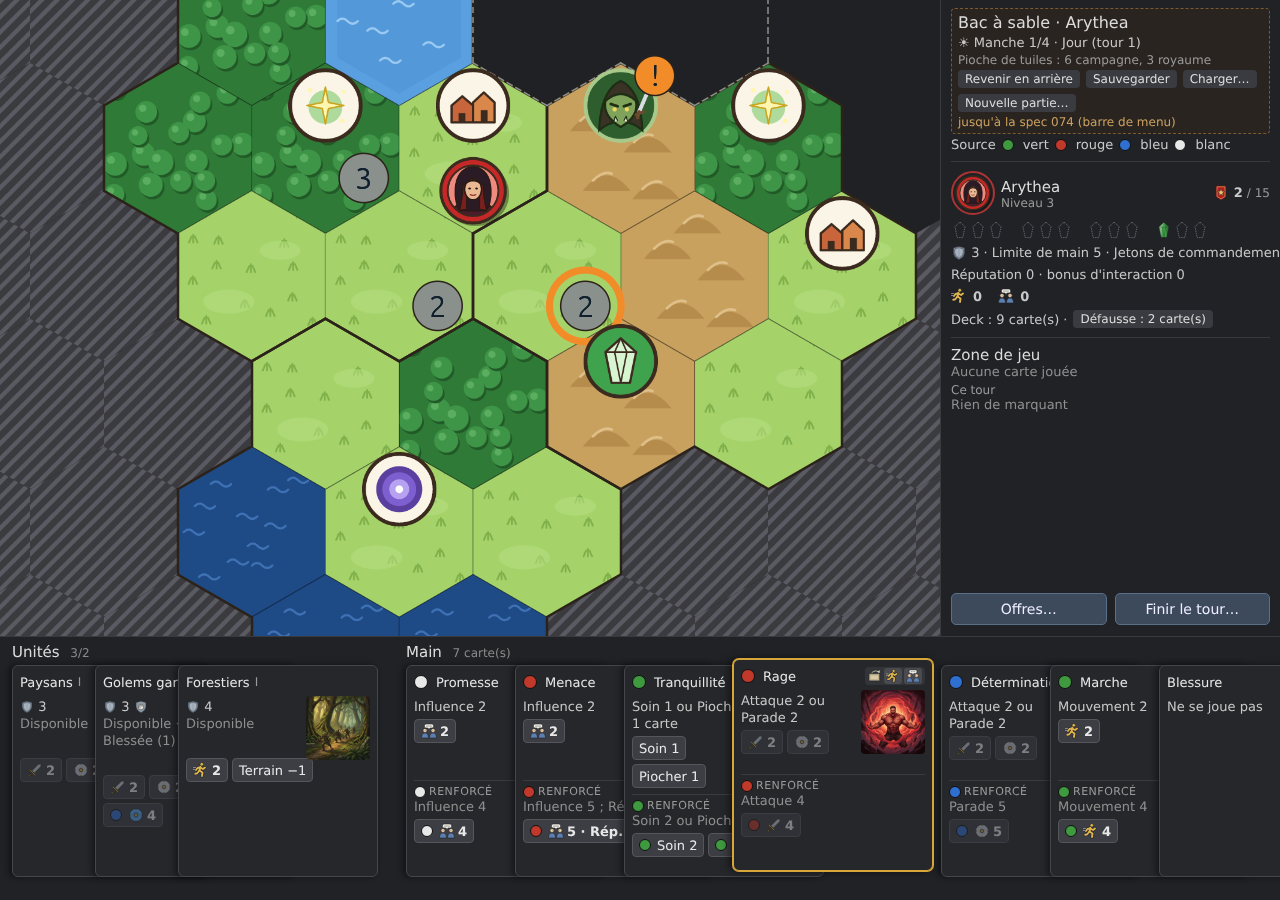 !
3
2
2
Bac à sable · Arythea
☀ Manche 1/4 · Jour (tour 1)
Pioche de tuiles : 6 campagne, 3 royaume
Revenir en arrière Sauvegarder Charger…
Nouvelle partie…
jusqu'à la spec 074 (barre de menu)
Source vert rouge bleu blanc
Arythea
Niveau 3
2 / 15
3 · Limite de main 5 · Jetons de commandemen
Réputation 0 · bonus d'interaction 0
0 0
Deck : 9 carte(s) · Défausse : 2 carte(s)
Zone de jeu
Aucune carte jouée
Ce tour
Rien de marquant
Offres… Finir le tour…
Unités 3/2
Paysans I
3
Disponible
2
Golems gar
3
Disponible ·
Blessée (1)
2
4
Forestiers I
4
Disponible
2 Terrain −1
Main 7 carte(s)
Promesse
Influence 2
2
RENFORCÉ
Influence 4
4
Menace
Influence 2
2
RENFORCÉ
Influence 5 ; Ré
5 · Rép.
Tranquillité
Soin 1 ou Pioch
1 carte
Soin 1
Piocher 1
RENFORCÉ
Soin 2 ou Pioch
Soin 2
Rage
Attaque 2 ou
Parade 2
2 2
RENFORCÉ
Attaque 4
4
Déterminati
Attaque 2 ou
Parade 2
2 2
RENFORCÉ
Parade 5
5
Marche
Mouvement 2
2
RENFORCÉ
Mouvement 4
4
Blessure
Ne se joue pas